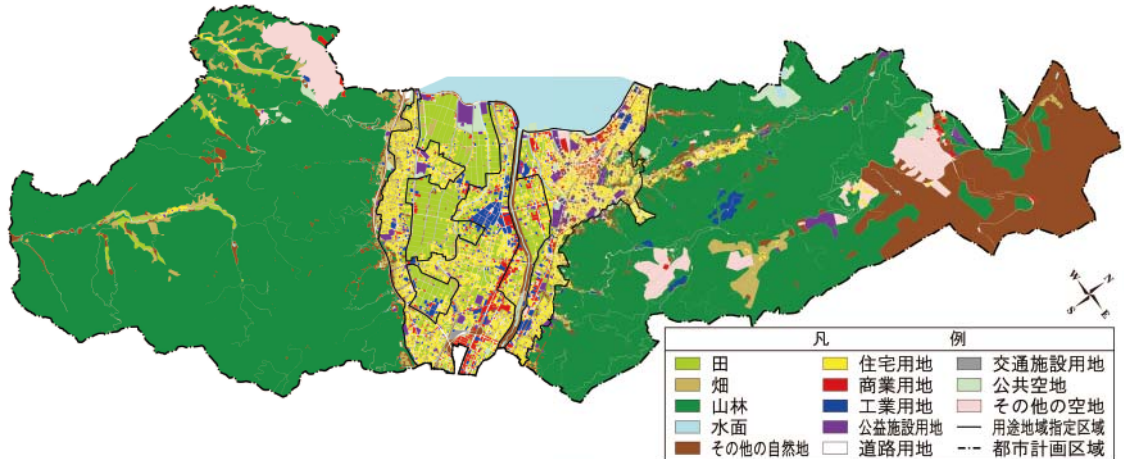 W N
S E
凡 例
田 住宅用地 交通施設用地
畑 商業用地 公共空地
山林 工業用地 その他の空地
水面 公益施設用地 用途地域指定区域
その他の自然地 道路用地 都市計画区域